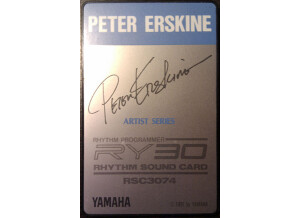 PETER ERSKINE
Peter Erskine
ARTIST SERIES
RHYTHM PROGRAMMER
RY30
RHYTHM SOUND CARD
RSC3074
YAMAHA